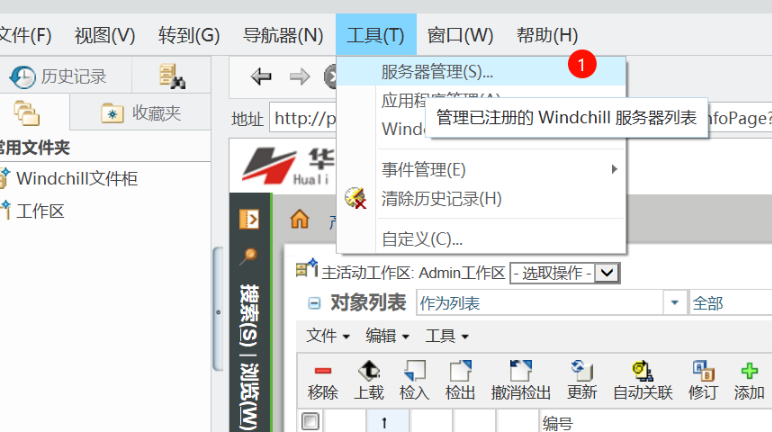 文件(F) 视图(V) 转到(G) 导航器(N) 工具(T) 窗口(W) 帮助(H)
历史记录
服务器管理(S)...
1
收藏夹
地址
http://p
应用程序管理(A)
管理已注册的 Windchill 服务器列表
nfoPage?
Windc
常用文件夹
事件管理(E)
Windchill文件柜
清除历史记录(H)
工作区
自定义(C)...
华
Huali
主活动工作区: Admin工作区 - 选取操作 -
对象列表 作为列表 全部
搜索(S) | 浏览(W)
文件 编辑 工具
移除 上载 检入 检出 撤消检出 更新 自动关联 修订 添加
编号